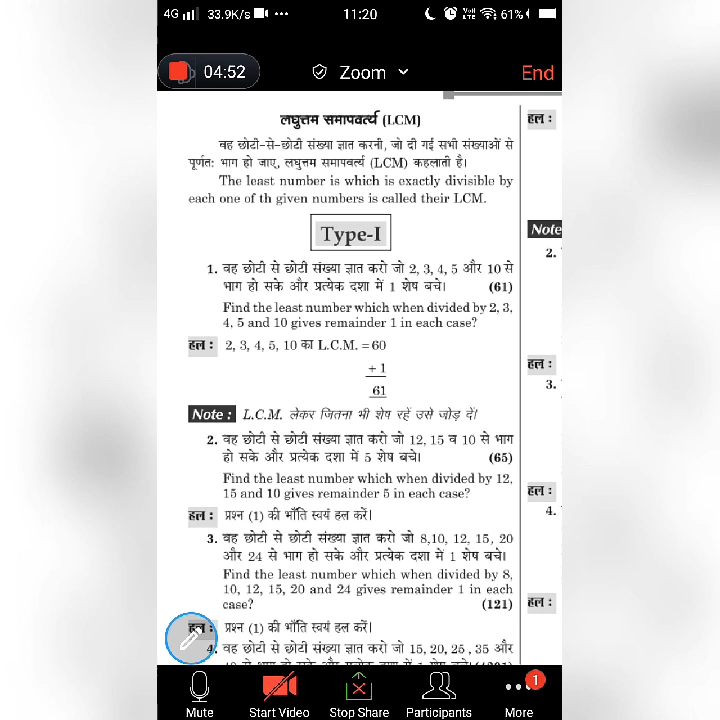 4G 33.9K/s ••• 11:20 VoLTE 61%
04:52 Zoom End
लघुत्तम समापवर्त्य (LCM)
वह छोटी-से-छोटी संख्या ज्ञात करनी, जो दी गईं सभी संख्याओं से
पूर्णतः भाग हो जाए, लघुत्तम समापवर्त्य (LCM) कहलाती है।
The least number is which is exactly divisible by
each one of th given numbers is called their LCM.
Type-I
1. वह छोटी से छोटी संख्या ज्ञात करो जो 2, 3, 4, 5 और 10 से
भाग हो सके और प्रत्येक दशा में 1 शेष बचे। (61)
Find the least number which when divided by 2, 3,
4, 5 and 10 gives remainder 1 in each case?
हल : 2, 3, 4, 5, 10 का L.C.M. = 60
+ 1
61
Note : L.C.M. लेकर जितना भी शेष रहें उसे जोड़ दें।
2. वह छोटी से छोटी संख्या ज्ञात करो जो 12, 15 व 10 से भाग
हो सके और प्रत्येक दशा में 5 शेष बचे। (65)
Find the least number which when divided by 12,
15 and 10 gives remainder 5 in each case?
हल : प्रश्न (1) की भाँति स्वयं हल करें।
3. वह छोटी से छोटी संख्या ज्ञात करो जो 8,10, 12, 15, 20
और 24 से भाग हो सके और प्रत्येक दशा में 1 शेष बचे।
Find the least number which when divided by 8,
10, 12, 15, 20 and 24 gives remainder 1 in each
case? (121)
हल : प्रश्न (1) की भाँति स्वयं हल करें।
4. वह छोटी से छोटी संख्या ज्ञात करो जो 15, 20, 25, 35 और
हल :
Note
2.
हल :
3.
हल :
4.
हल :
1
Mute Start Video Stop Share Participants More